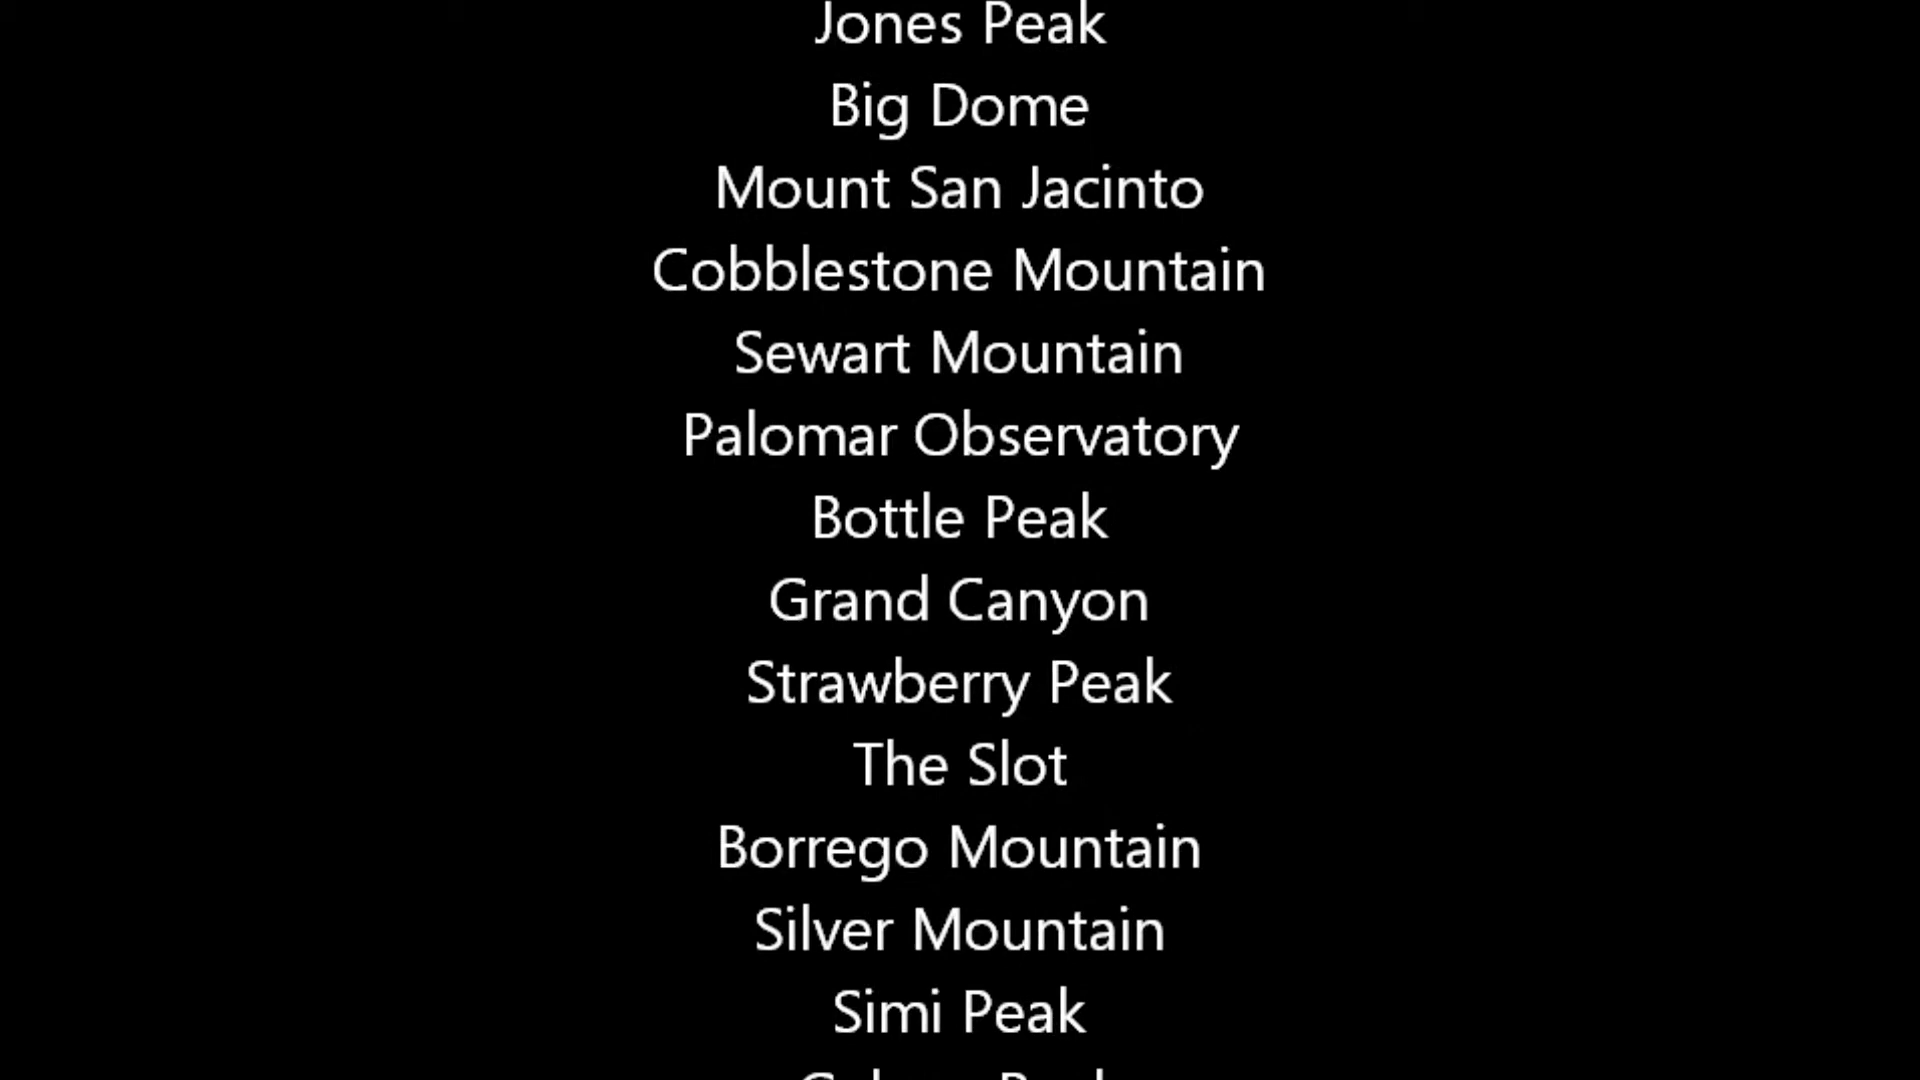 Jones Peak
Big Dome
Mount San Jacinto
Cobblestone Mountain
Sewart Mountain
Palomar Observatory
Bottle Peak
Grand Canyon
Strawberry Peak
The Slot
Borrego Mountain
Silver Mountain
Simi Peak